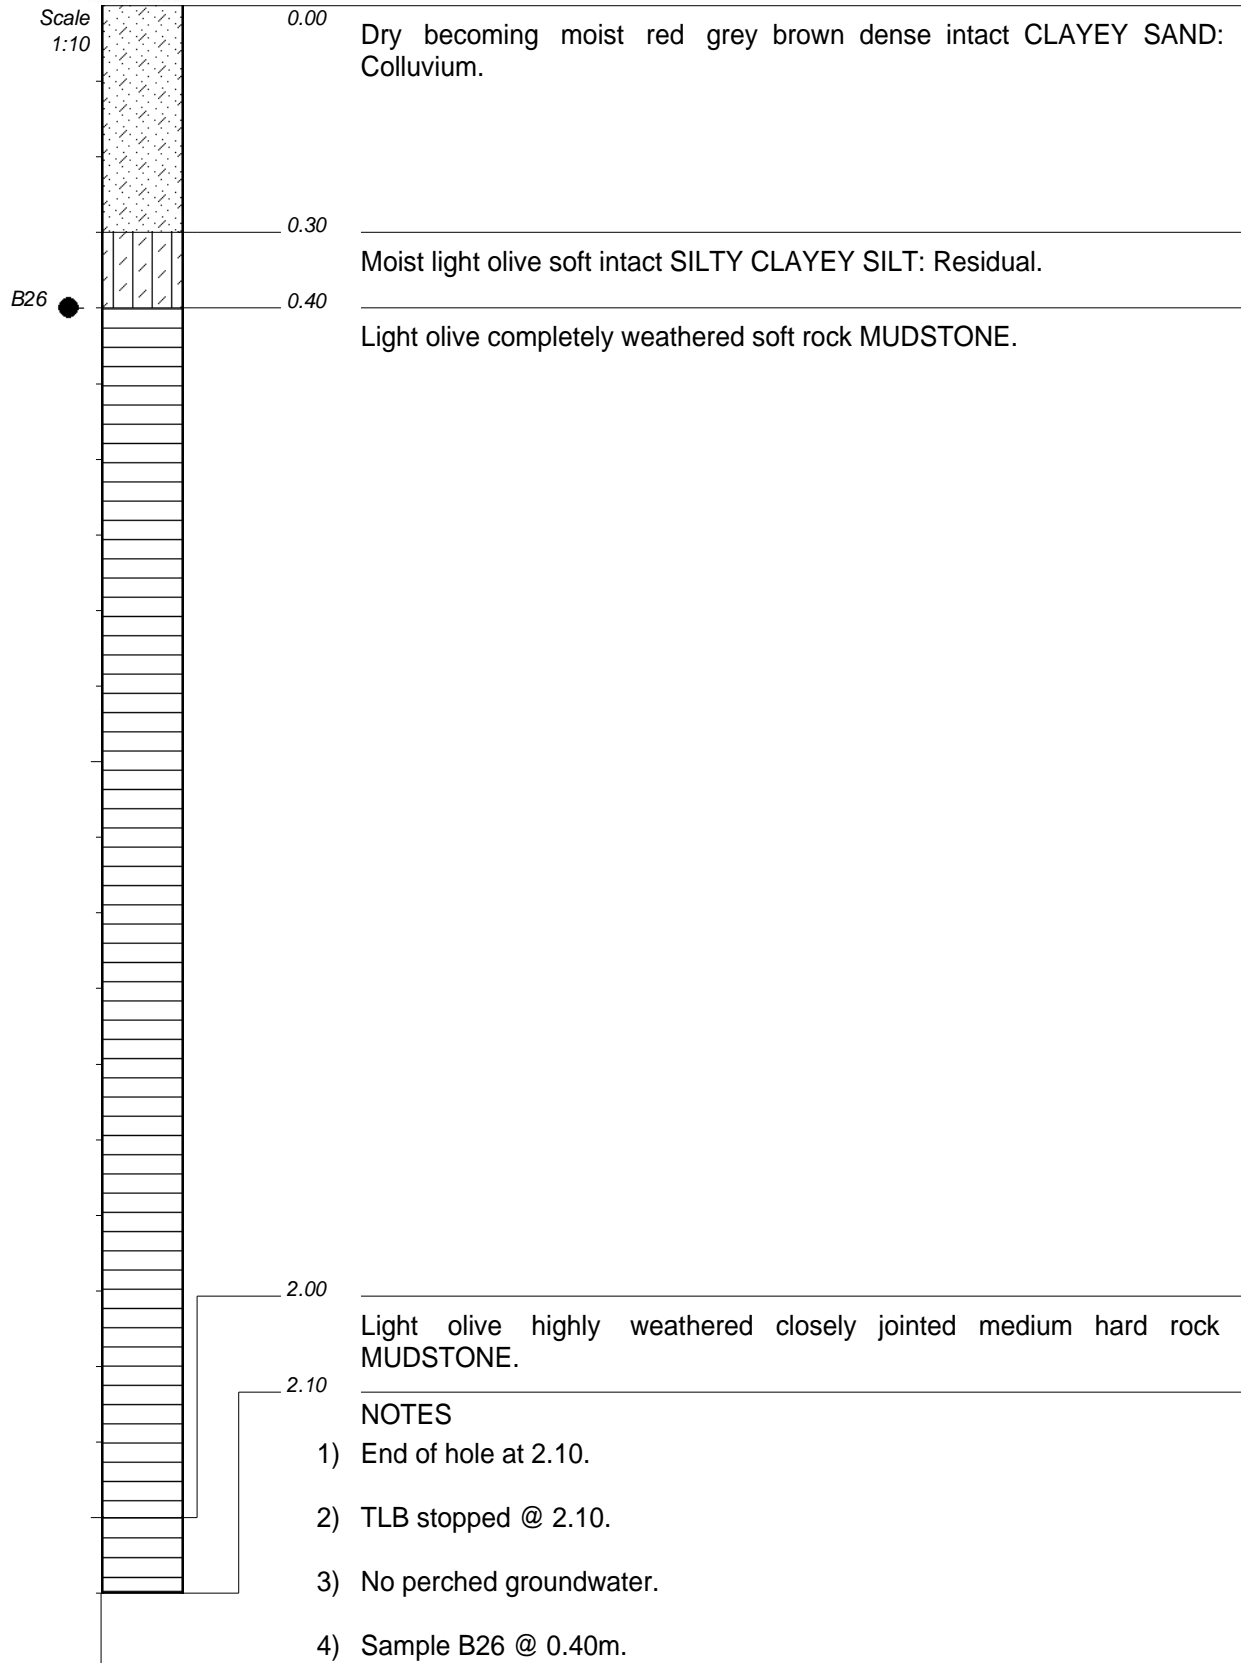 Scale
1:10
0.00
Dry becoming moist red grey brown dense intact CLAYEY SAND:
Colluvium.
0.30
Moist light olive soft intact SILTY CLAYEY SILT: Residual.
B26
0.40
Light olive completely weathered soft rock MUDSTONE.
2.00
Light olive highly weathered closely jointed medium hard rock
MUDSTONE.
2.10
NOTES
1) End of hole at 2.10.
2) TLB stopped @ 2.10.
3) No perched groundwater.
4) Sample B26 @ 0.40m.